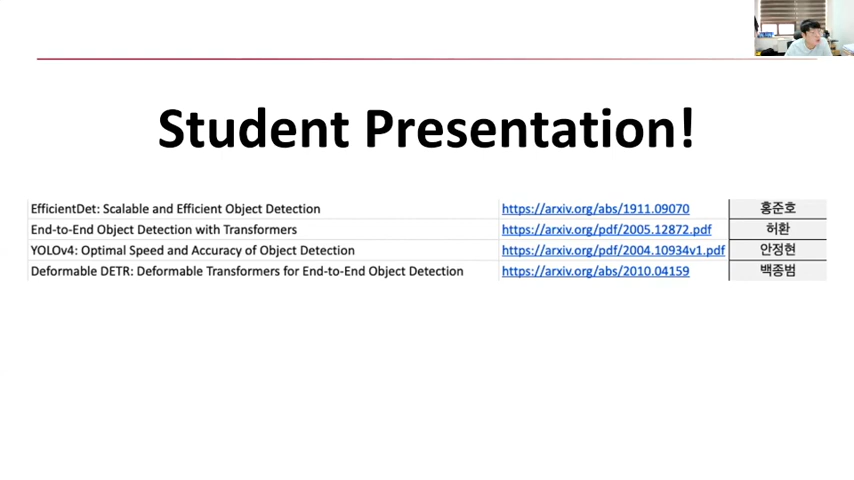 Student Presentation!
EfficientDet: Scalable and Efficient Object Detection https://arxiv.org/abs/1911.09070 홍준호
End-to-End Object Detection with Transformers https://arxiv.org/pdf/2005.12872.pdf 허환
YOLOv4: Optimal Speed and Accuracy of Object Detection https://arxiv.org/pdf/2004.10934v1.pdf 안정현
Deformable DETR: Deformable Transformers for End-to-End Object Detection https://arxiv.org/abs/2010.04159 백종범